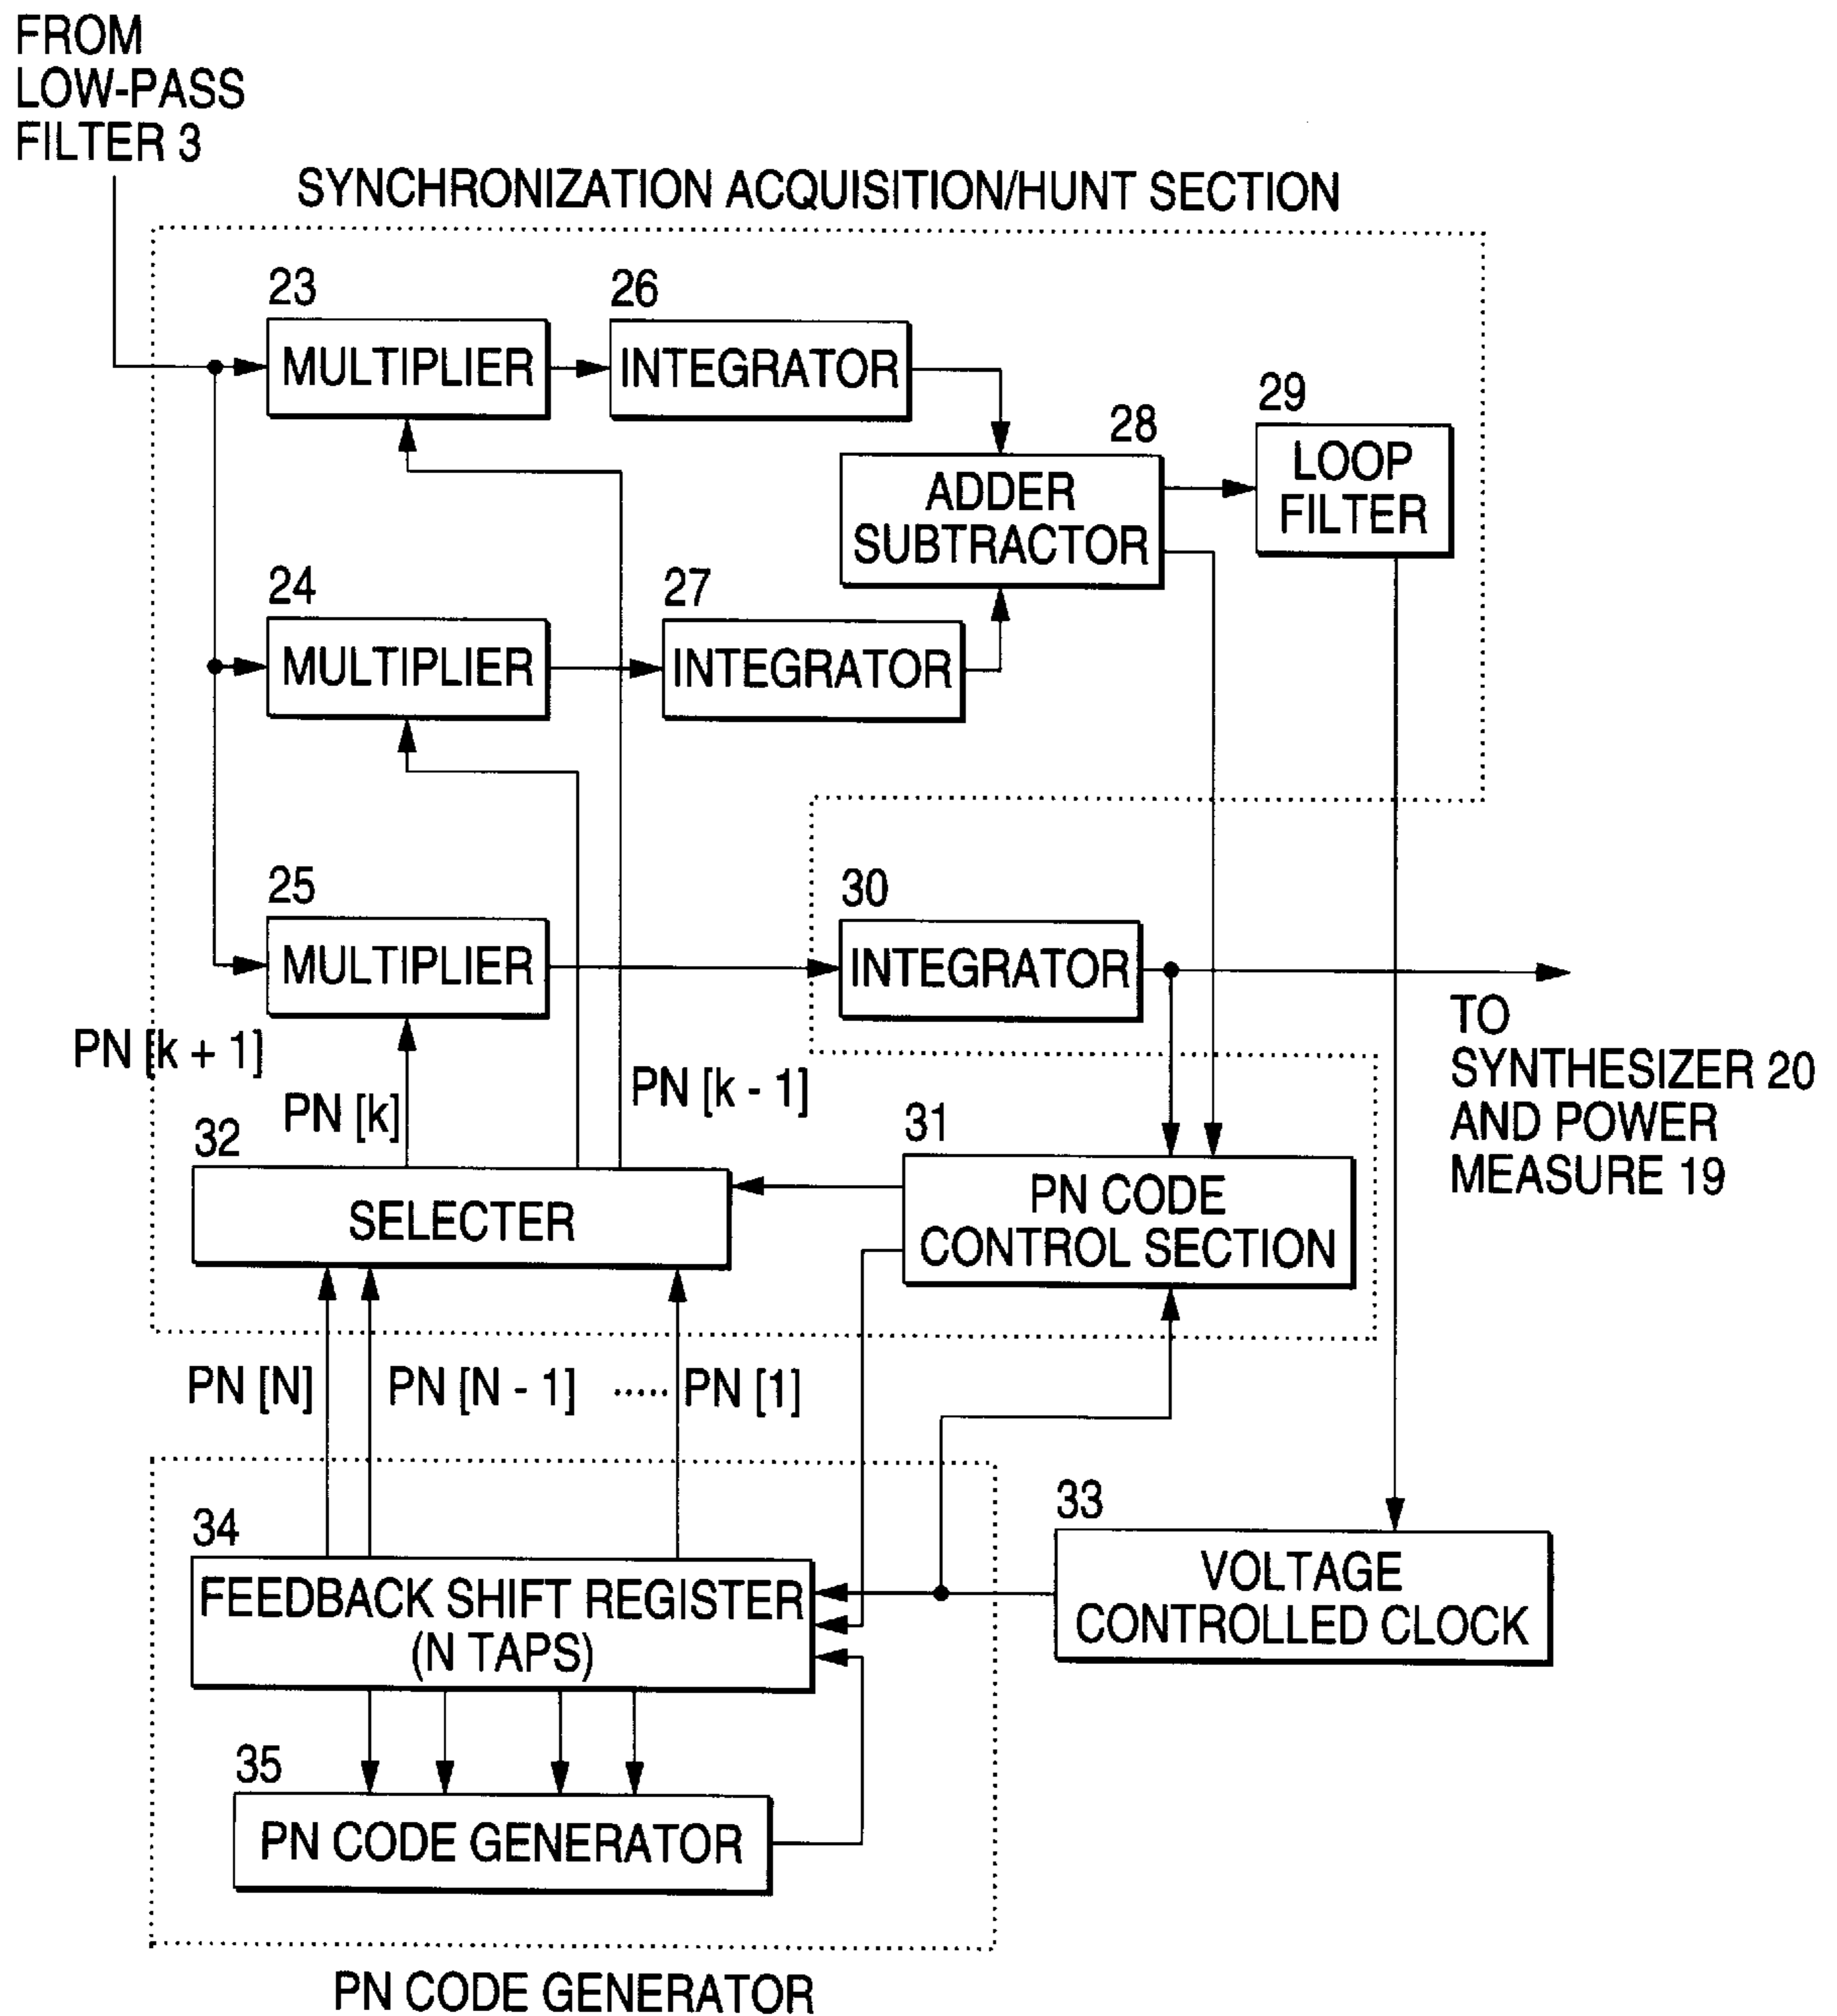 FROM
LOW-PASS
FILTER 3
SYNCHRONIZATION ACQUISITION/HUNT SECTION
23
MULTIPLIER
26
INTEGRATOR
28
ADDER
SUBTRACTOR
29
LOOP
FILTER
24
MULTIPLIER
27
INTEGRATOR
25
MULTIPLIER
30
INTEGRATOR
TO
SYNTHESIZER 20
AND POWER
MEASURE 19
PN [k + 1]
PN [k]
PN [k - 1]
32
SELECTER
31
PN CODE
CONTROL SECTION
PN [N]
PN [N - 1]
.....
PN [1]
34
FEEDBACK SHIFT REGISTER
(N TAPS)
33
VOLTAGE
CONTROLLED CLOCK
35
PN CODE GENERATOR
PN CODE GENERATOR